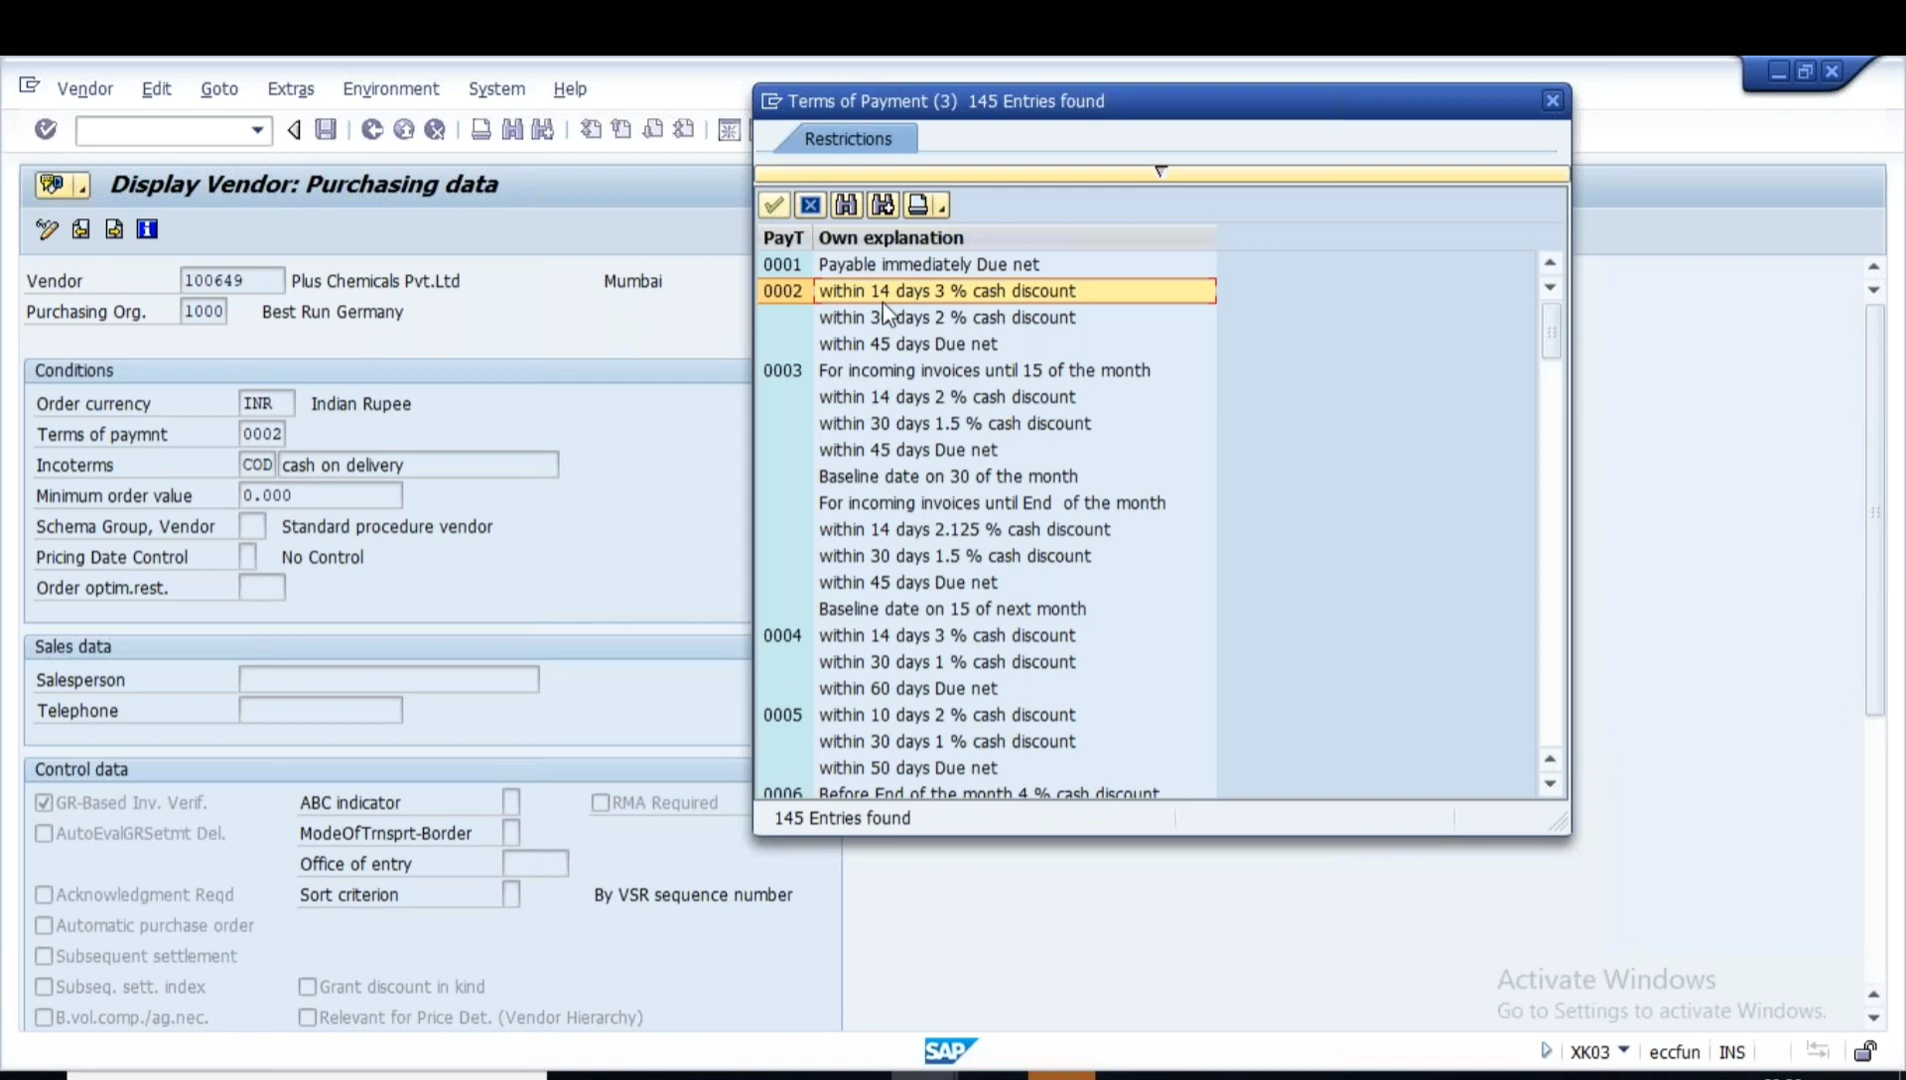 Vendor Edit Goto Extras Environment System Help
Display Vendor: Purchasing data
Vendor 100649 Plus Chemicals Pvt.Ltd Mumbai
Purchasing Org. 1000 Best Run Germany
Conditions
Order currency INR Indian Rupee
Terms of paymnt 0002
Incoterms COD cash on delivery
Minimum order value 0.000
Schema Group, Vendor Standard procedure vendor
Pricing Date Control No Control
Order optim.rest.
Sales data
Salesperson
Telephone
Control data
GR-Based Inv. Verif. ABC indicator RMA Required
AutoEvalGRSetmt Del. ModeOfTrnsprt-Border
Office of entry
Acknowledgment Reqd Sort criterion By VSR sequence number
Automatic purchase order
Subsequent settlement
Subseq. sett. index Grant discount in kind
B.vol.comp./ag.nec. Relevant for Price Det. (Vendor Hierarchy)
Terms of Payment (3) 145 Entries found
Restrictions
PayT Own explanation
0001 Payable immediately Due net
0002 within 14 days 3 % cash discount
within 3 days 2 % cash discount
within 45 days Due net
0003 For incoming invoices until 15 of the month
within 14 days 2 % cash discount
within 30 days 1.5 % cash discount
within 45 days Due net
Baseline date on 30 of the month
For incoming invoices until End of the month
within 14 days 2.125 % cash discount
within 30 days 1.5 % cash discount
within 45 days Due net
Baseline date on 15 of next month
0004 within 14 days 3 % cash discount
within 30 days 1 % cash discount
within 60 days Due net
0005 within 10 days 2 % cash discount
within 30 days 1 % cash discount
within 50 days Due net
0006 Before End of the month 4 % cash discount
145 Entries found
Activate Windows
Go to Settings to activate Windows.
SAP
XK03 eccfun INS